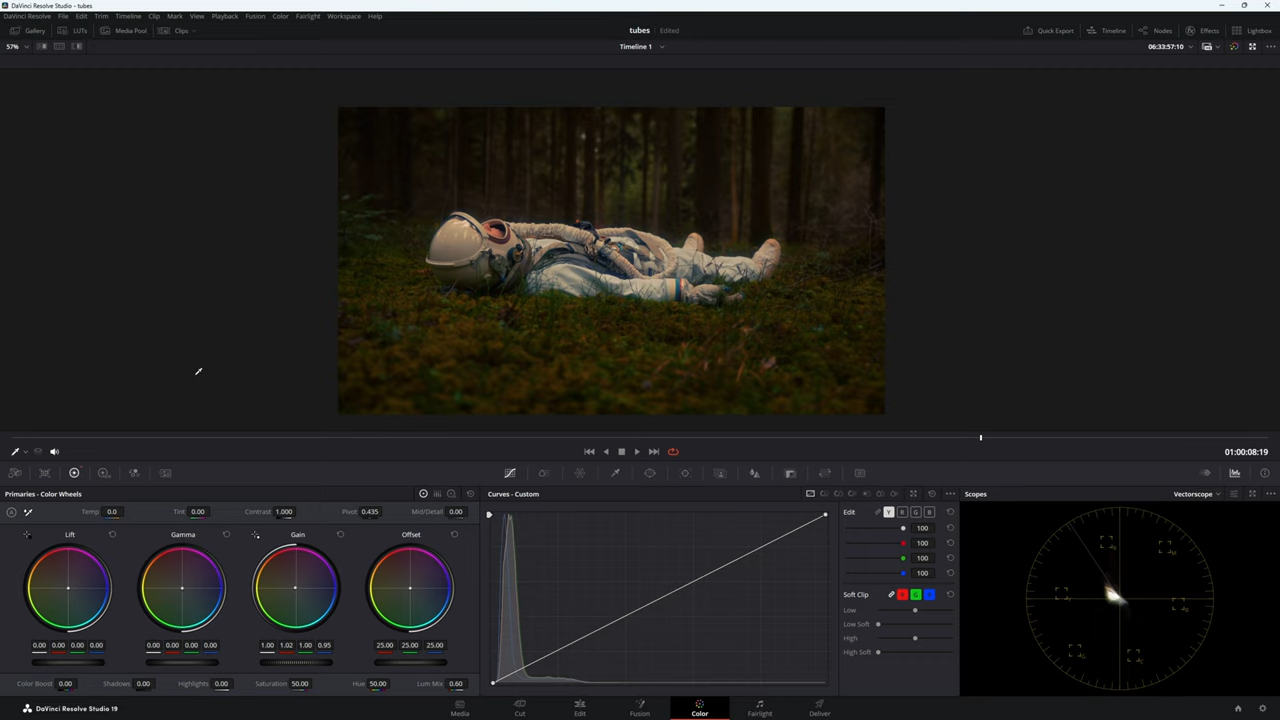 DaVinci Resolve Studio - tubes
DaVinci Resolve File Edit Trim Timeline Clip Mark View Playback Fusion Color Fairlight Workspace Help
Gallery LUTs Media Pool Clips tubes Edited Quick Export Timeline Nodes Effects Lightbox
57% Timeline 1 06:33:57:10
01:00:08:19
Primaries - Color Wheels Curves - Custom Scopes Vectorscope
A Temp 0.0 Tint 0.00 Contrast 1.000 Pivot 0.435 Mid/Detail 0.00 Edit Y R G B
Lift Gamma Gain Offset
100
100
100
100
Soft Clip R G B
Low
Low Soft
High
High Soft
0.00 0.00 0.00 0.00 0.00 0.00 0.00 0.00 1.00 1.02 1.00 0.95 25.00 25.00 25.00
Color Boost 0.00 Shadows 0.00 Highlights 0.00 Saturation 50.00 Hue 50.00 Lum Mix 0.60
DaVinci Resolve Studio 19 Media Cut Edit Fusion Color Fairlight Deliver